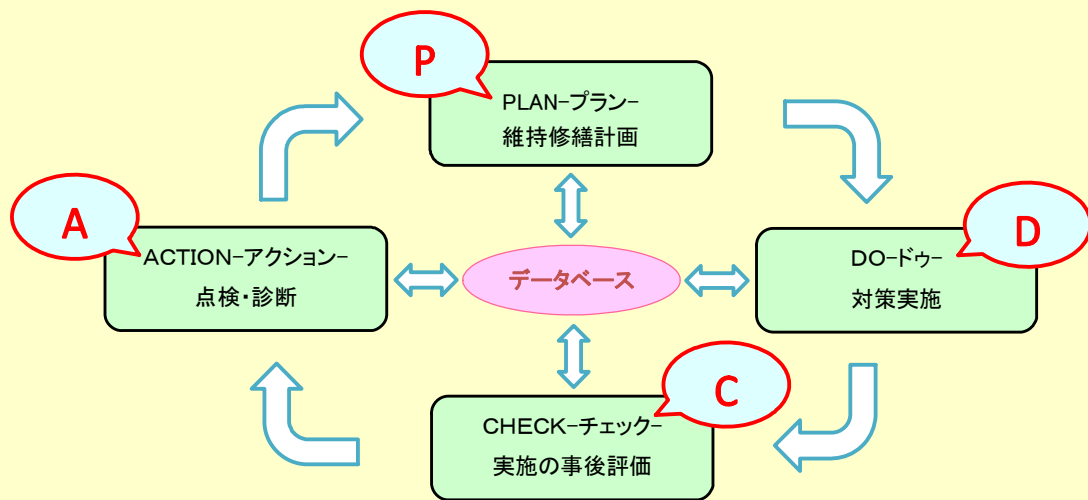 P
PLAN-プラン-
維持修繕計画
A
ACTION-アクション-
点検・診断
データベース
D
DO-ドゥ-
対策実施
C
CHECK-チェック-
実施の事後評価